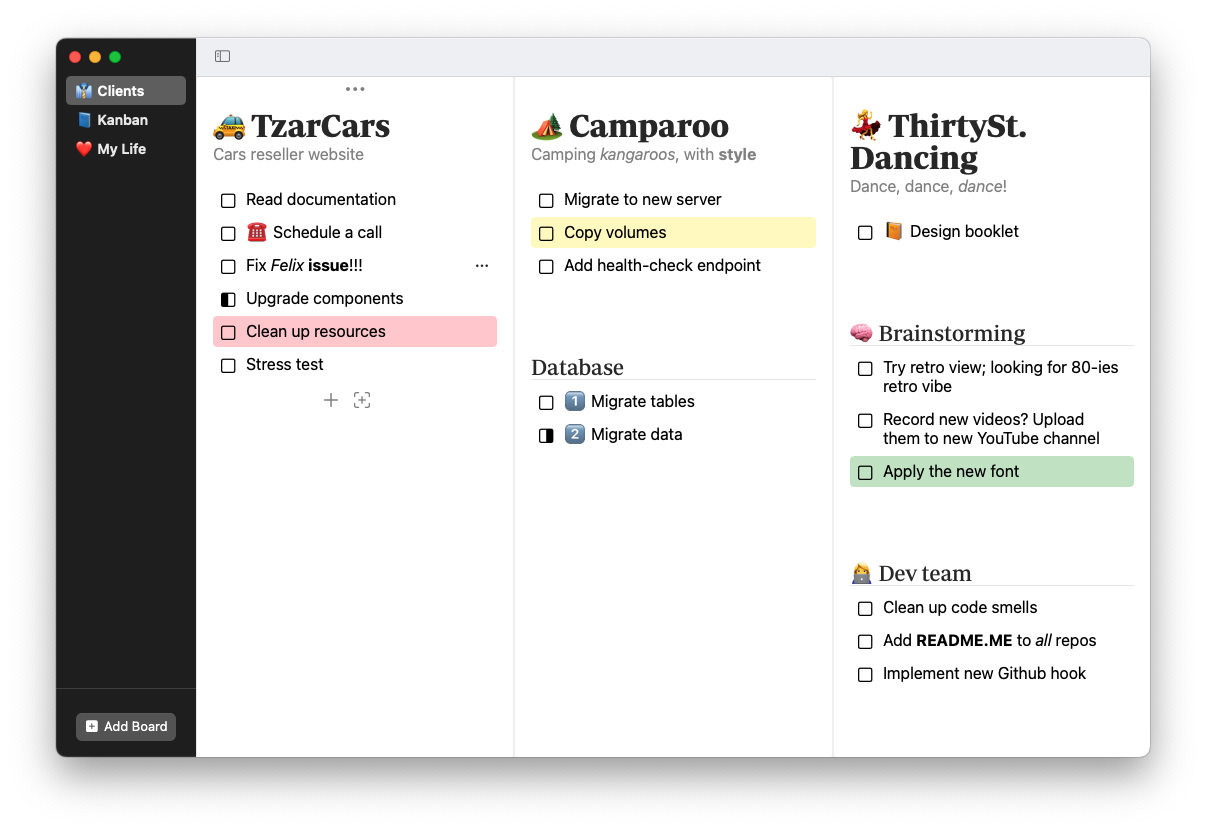 👔 Clients
📘 Kanban
❤️ My Life
Add Board
🚕 TzarCars
Cars reseller website
Read documentation
☎️ Schedule a call
Fix Felix issue!!!
Upgrade components
Clean up resources
Stress test
🏕️ Camparoo
Camping kangaroos, with style
Migrate to new server
Copy volumes
Add health-check endpoint
Database
1️⃣ Migrate tables
2️⃣ Migrate data
💃 ThirtySt.
Dancing
Dance, dance, dance!
📙 Design booklet
🧠 Brainstorming
Try retro view; looking for 80-ies
retro vibe
Record new videos? Upload
them to new YouTube channel
Apply the new font
👩‍💻 Dev team
Clean up code smells
Add README.ME to all repos
Implement new Github hook